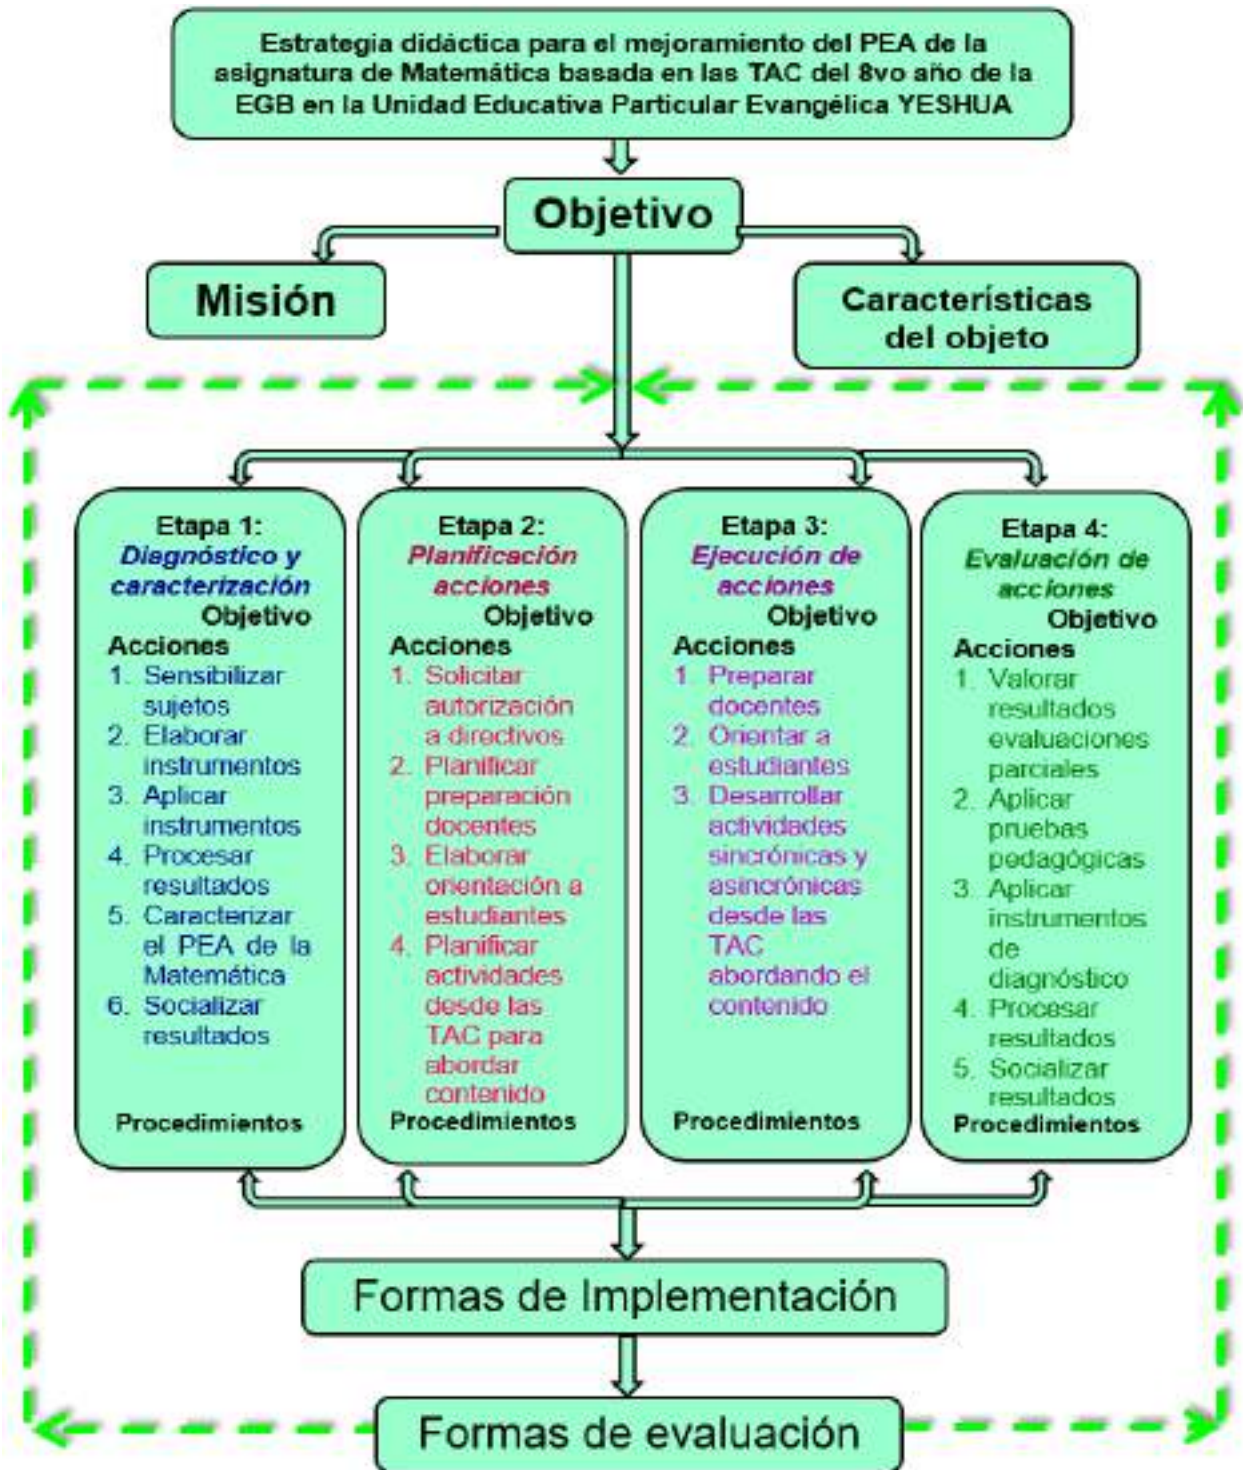 Estrategia didáctica para el mejoramiento del PEA de la
asignatura de Matemática basada en las TAC del 8vo año de la
EGB en la Unidad Educativa Particular Evangélica YESHUA
Objetivo
Misión
Característisticas
del objeto
Etapa 1:
Diagnóstico y
caracterización
Objetivo
Acciones
1. Sensibilizar
sujetos
2. Elaborar
instrumentos
3. Aplicar
instrumentos
4. Procesar
resultados
5. Caracterizar
el PEA de la
Matemática
6. Socializar
resultados
Procedimientos
Etapa 2:
Planificación
acciones
Objetivo
Acciones
1. Solicitar
autorización
a directivos
2. Planificar
preparación
docentes
3. Elaborar
orientación a
estudiantes
4. Planificar
actividades
desde las
TAC para
abordar
contenido
Procedimientos
Etapa 3:
Ejecución de
acciones
Objetivo
Acciones
1. Preparar
docentes
2. Orientar a
estudiantes
3. Desarrollar
actividades
sincrónicas y
asincrónicas
desde las
TAC
abordando el
contenido
Procedimientos
Etapa 4:
Evaluación de
acciones
Objetivo
Acciones
1. Valorar
resultados
evaluaciones
parciales
2. Aplicar
pruebas
pedagógicas
3. Aplicar
instrumentos
de
diagnóstico
4. Procesar
resultados
5. Socializar
resultados
Procedimientos
Formas de Implementación
Formas de evaluación